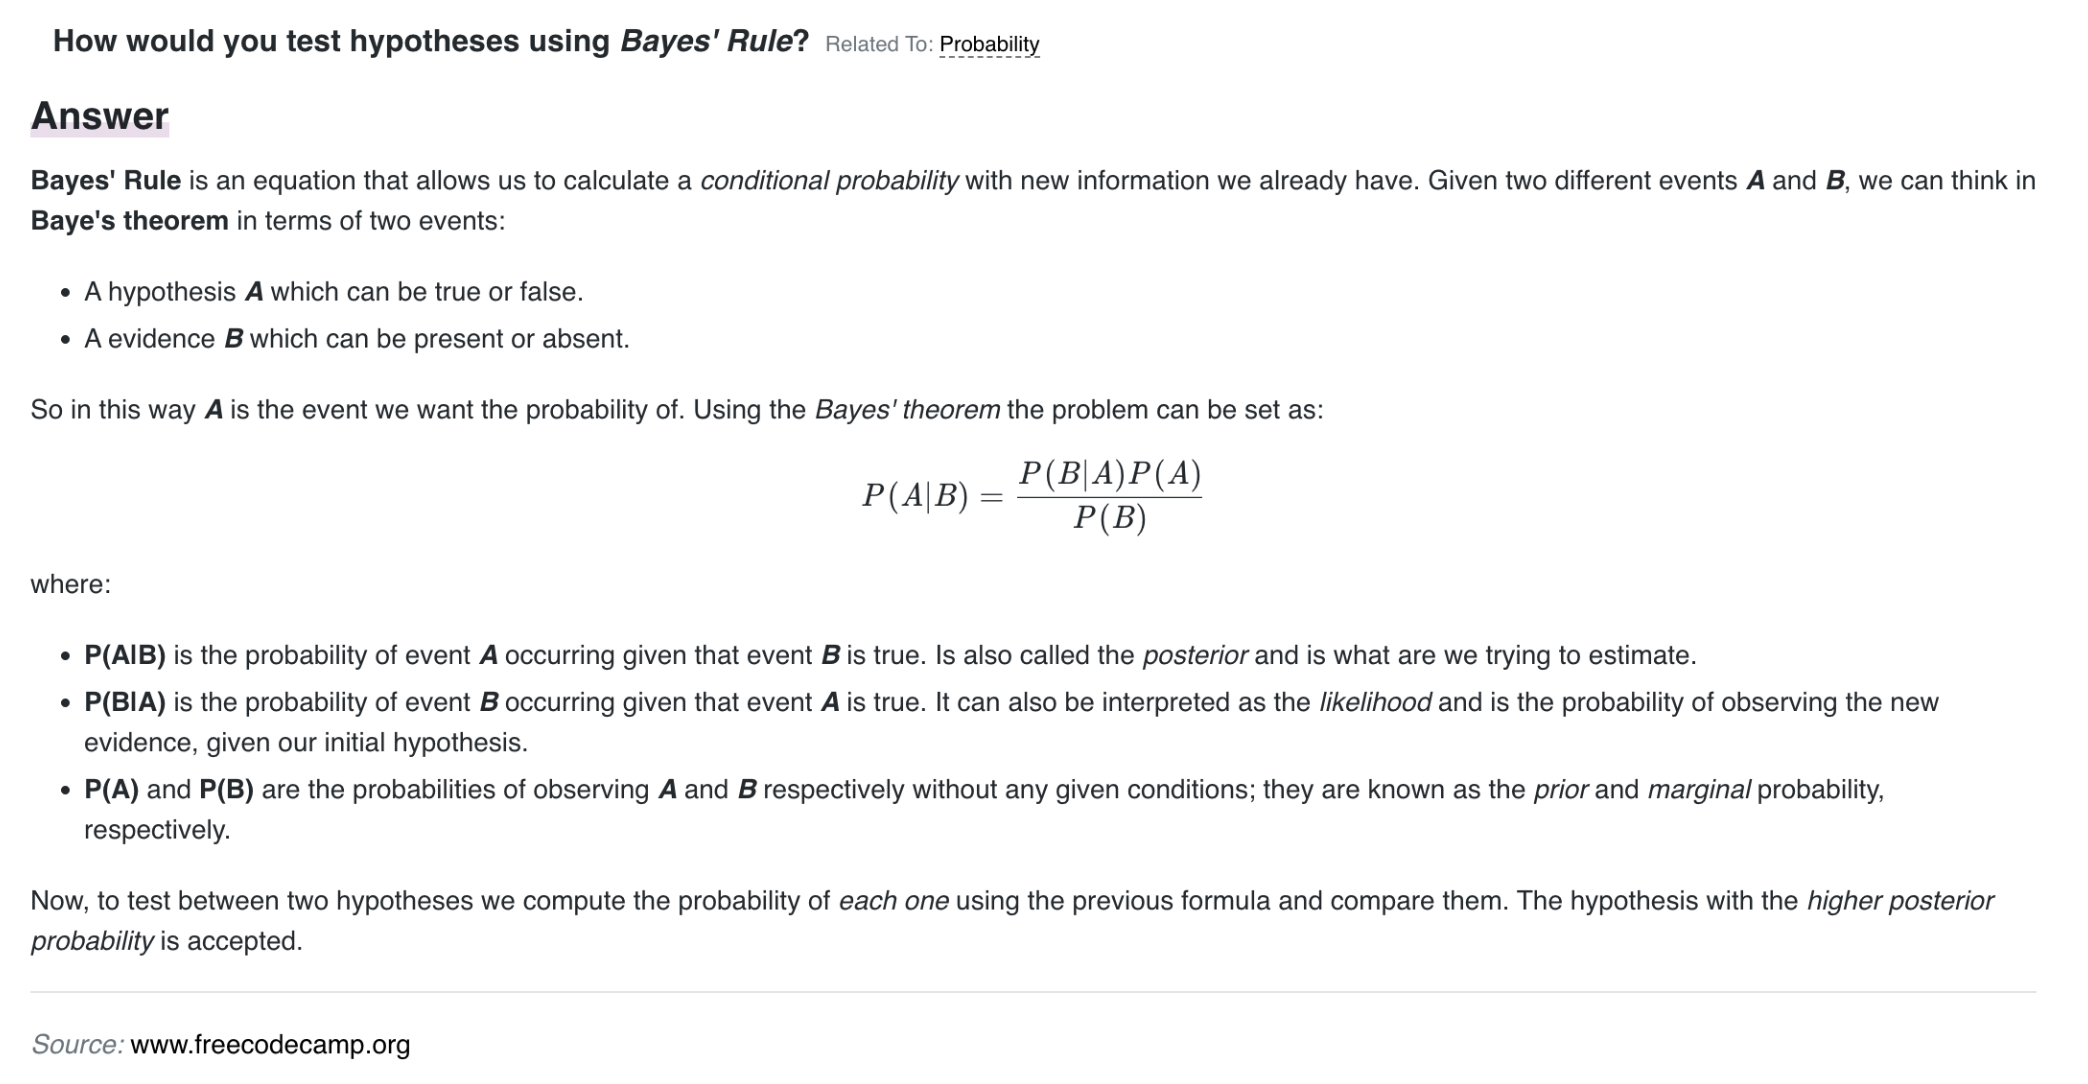 How would you test hypotheses using Bayes' Rule? Related To: Probability
Answer
Bayes' Rule is an equation that allows us to calculate a conditional probability with new information we already have. Given two different events A and B, we can think in
Baye's theorem in terms of two events:
• A hypothesis A which can be true or false.
• A evidence B which can be present or absent.
So in this way A is the event we want the probability of. Using the Bayes' theorem the problem can be set as:
P(A|B) = \frac{P(B|A)P(A)}{P(B)}
where:
• P(A|B) is the probability of event A occurring given that event B is true. Is also called the posterior and is what are we trying to estimate.
• P(B|A) is the probability of event B occurring given that event A is true. It can also be interpreted as the likelihood and is the probability of observing the new
evidence, given our initial hypothesis.
• P(A) and P(B) are the probabilities of observing A and B respectively without any given conditions; they are known as the prior and marginal probability,
respectively.
Now, to test between two hypotheses we compute the probability of each one using the previous formula and compare them. The hypothesis with the higher posterior
probability is accepted.
Source: www.freecodecamp.org